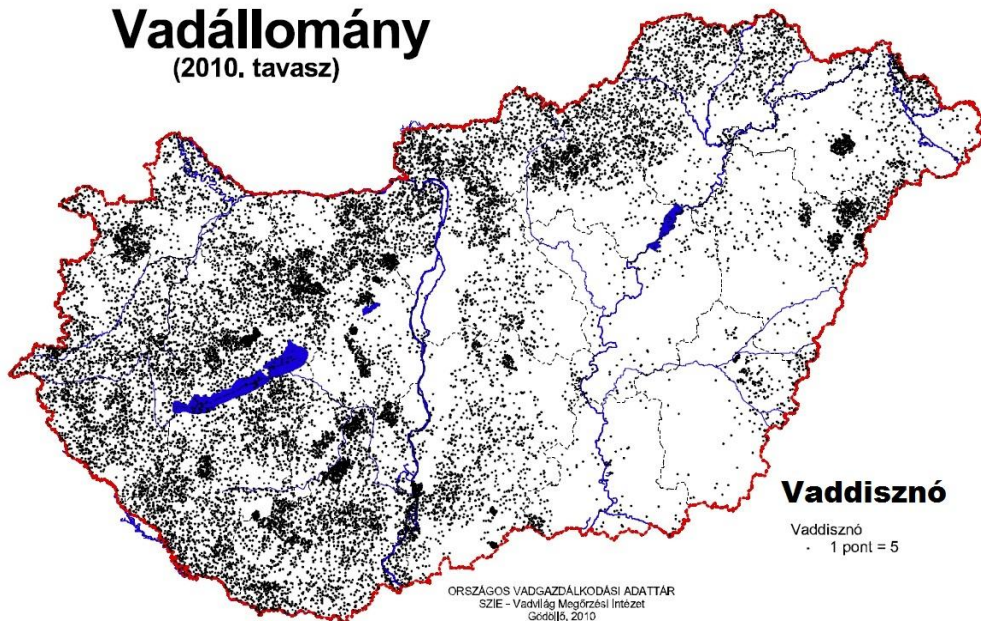 Vadállomány
(2010. tavasz)
Vaddisznó
Vaddisznó
· 1 pont = 5
ORSZÁGOS VADGAZDÁLKODÁSI ADATTÁR
SZIE - Vadvilág Megőrzési Intézet
Gödöllő, 2010